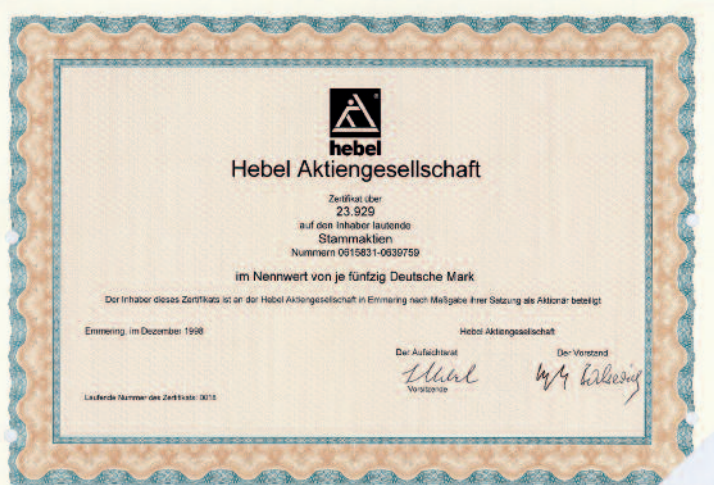 hebel
Hebel Aktiengesellschaft
Zertifikat über
23.929
auf den Inhaber lautende
Stammaktien
Nummern 0615831-0639759
im Nennwert von je fünfzig Deutsche Mark
Der Inhaber dieses Zertifikats ist an der Hebel Aktiengesellschaft in Emmering nach Maßgabe ihrer Satzung als Aktionär beteiligt
Emmering, im Dezember 1998
Hebel Aktiengesellschaft
Der Aufsichtsrat
Der Vorstand
Vorsitzende
Laufende Nummer des Zertifikats: 0018